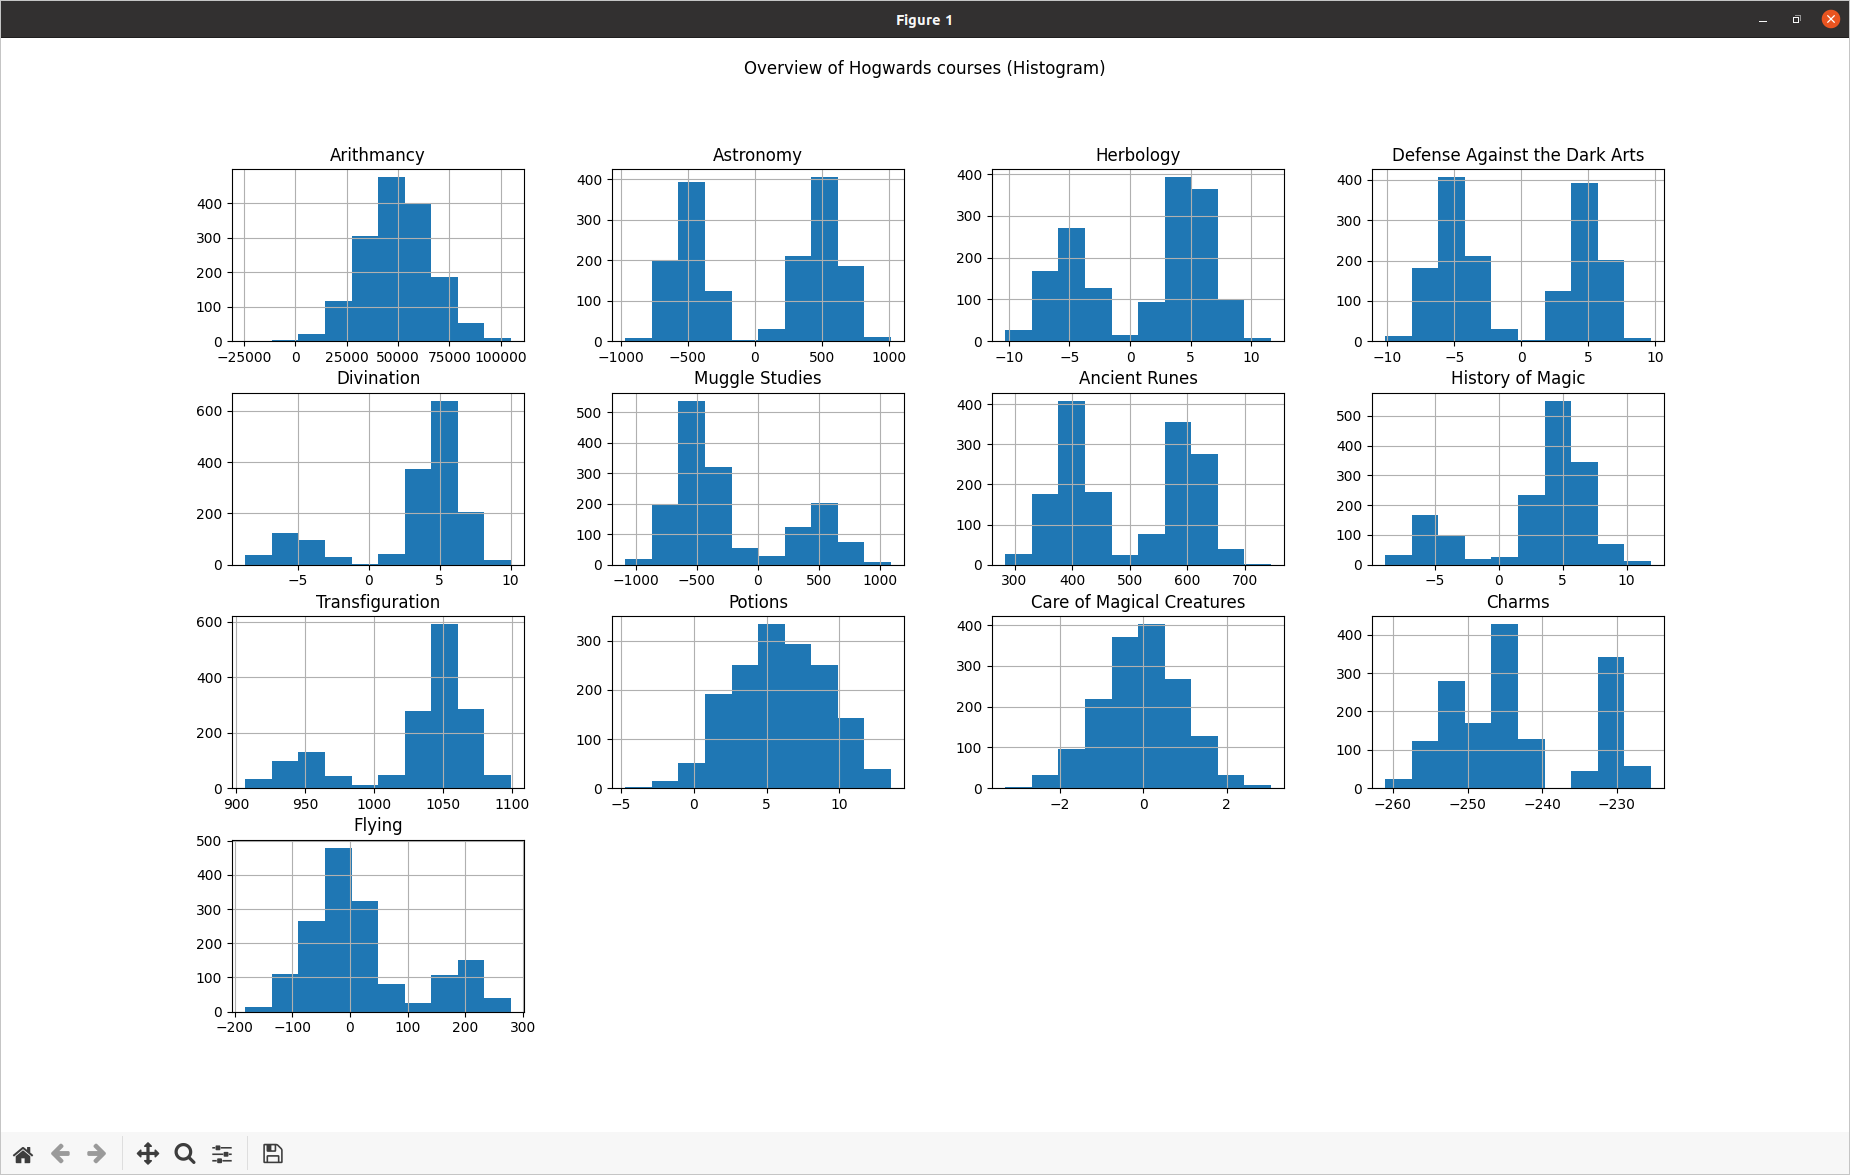 Figure 1
Overview of Hogwards courses (Histogram)
Arithmancy Astronomy Herbology Defense Against the Dark Arts
400 300 200 100 0
−25000 0 25000 50000 75000 100000
400 300 200 100 0
−1000 −500 0 500 1000
400 300 200 100 0
−10 −5 0 5 10
400 300 200 100 0
−10 −5 0 5 10
Divination Muggle Studies Ancient Runes History of Magic
600 400 200 0
−5 0 5 10
500 400 300 200 100 0
−1000 −500 0 500 1000
400 300 200 100 0
300 400 500 600 700
500 400 300 200 100 0
−5 0 5 10
Transfiguration Potions Care of Magical Creatures Charms
600 400 200 0
900 950 1000 1050 1100
300 200 100 0
−5 0 5 10
400 300 200 100 0
−2 0 2
400 300 200 100 0
−260 −250 −240 −230
Flying
500 400 300 200 100 0
−200 −100 0 100 200 300